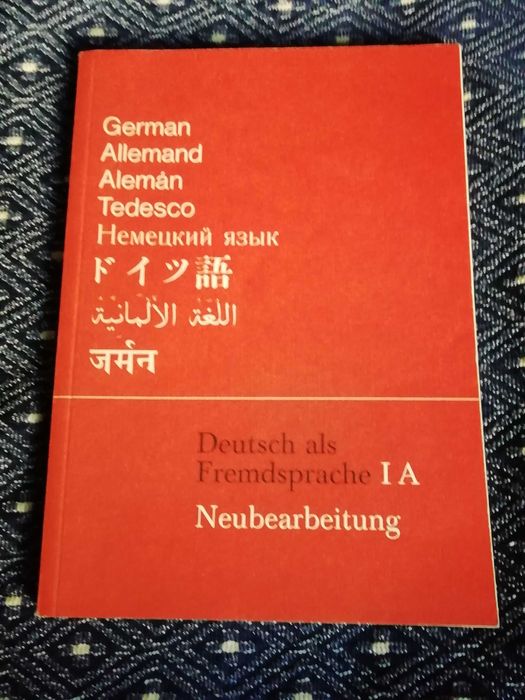 German
Allemand
Alemán
Tedesco
Немецкий язык
ドイツ語
اللغة الألمانية
जर्मन
Deutsch als
Fremdsprache I A
Neubearbeitung